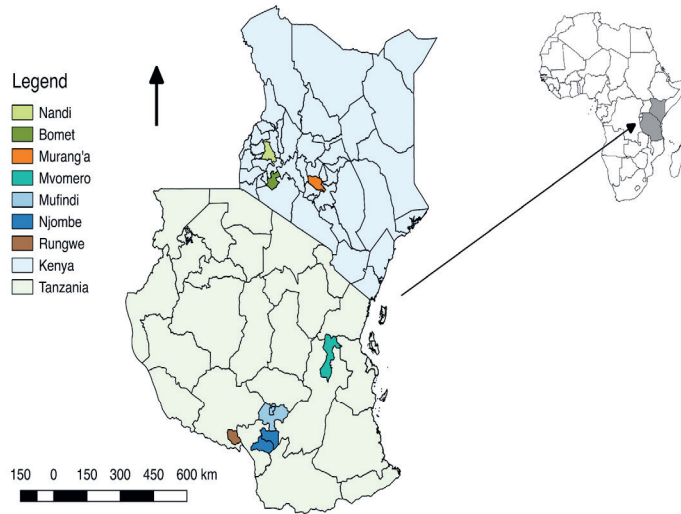 Legend
Nandi
Bomet
Murang'a
Mvomero
Mufindi
Njombe
Rungwe
Kenya
Tanzania
150 0 150 300 450 600 km